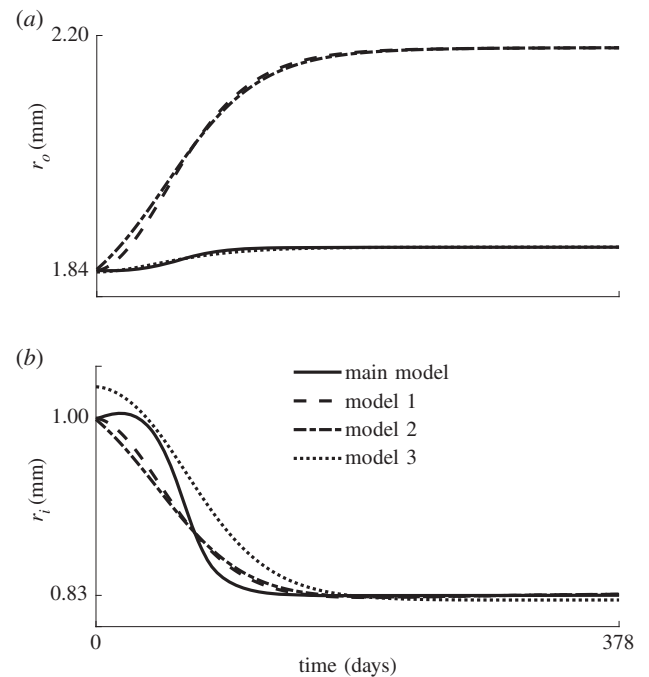 (a)
2.20
r_o (mm)
1.84
(b)
main model
model 1
model 2
model 3
1.00
r_i (mm)
0.83
0
378
time (days)